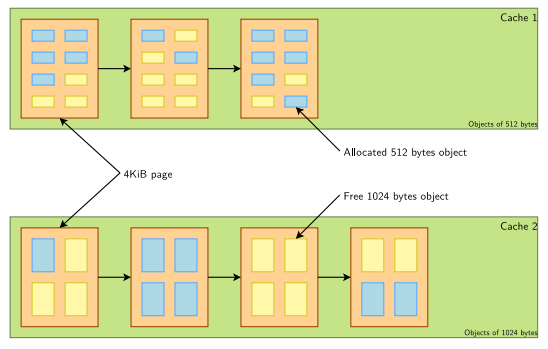 Cache 1
Objects of 512 bytes
Allocated 512 bytes object
4KiB page
Free 1024 bytes object
Cache 2
Objects of 1024 bytes